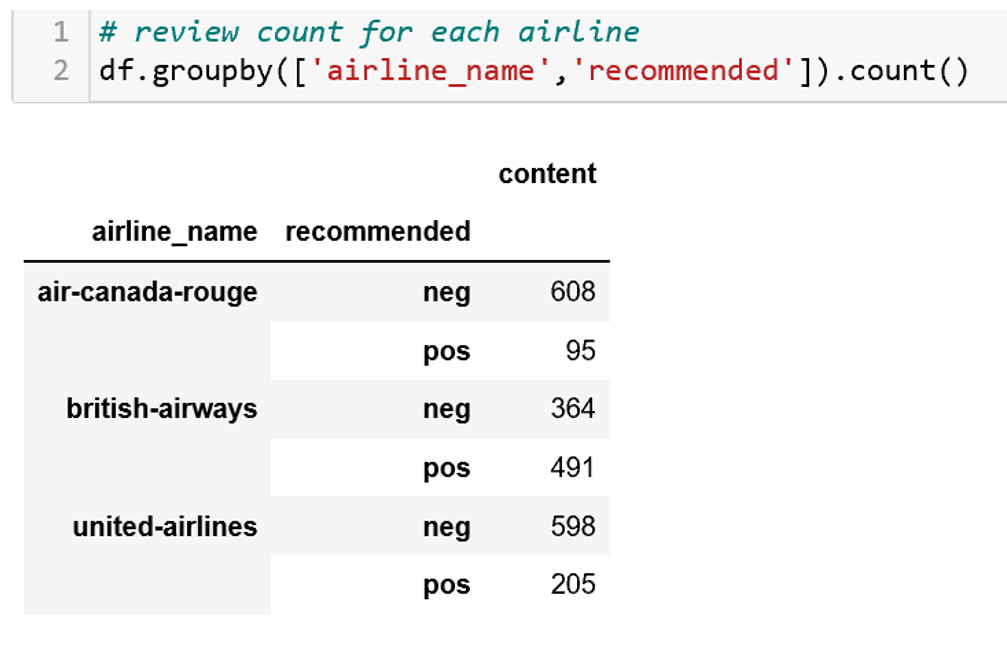 1 # review count for each airline
2 df.groupby(['airline_name','recommended']).count()
content
airline_name recommended
air-canada-rouge neg 608
pos 95
british-airways neg 364
pos 491
united-airlines neg 598
pos 205